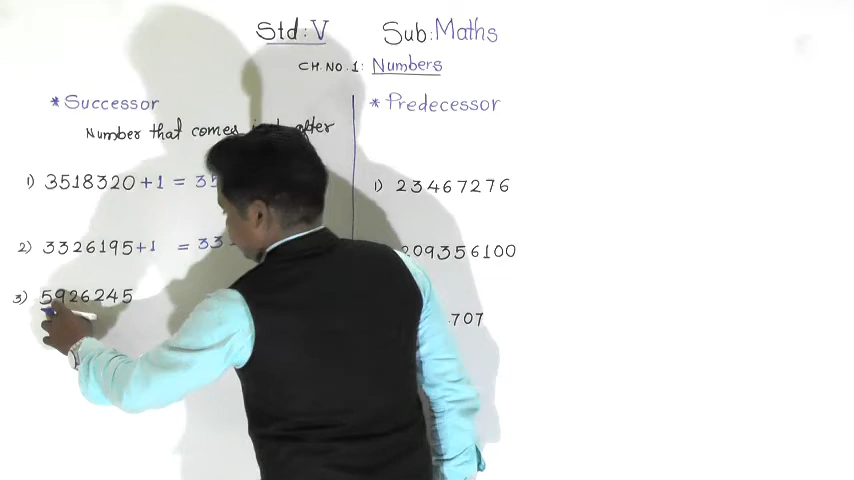 Std: V Sub: Maths
CH. NO. 1: Numbers
* Successor
Number that comes after
1) 3518320 + 1 = 35
2) 3326195 + 1 = 33
3) 5926245
* Predecessor
1) 23467276
209356100
707